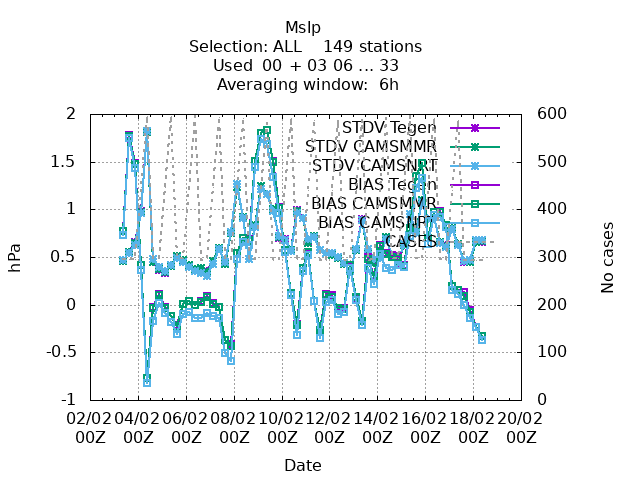 Mslp
Selection: ALL    149 stations
Used  00 + 03 06 ... 33
Averaging window:  6h
2
1.5
1
0.5
0
-0.5
-1
600
500
400
300
200
100
0
hPa
No cases
STDV Tegen
STDV CAMSMMR
STDV CAMSNRT
BIAS Tegen
BIAS CAMSMMR
BIAS CAMSNRT
CASES
02/02 04/02 06/02 08/02 10/02 12/02 14/02 16/02 18/02 20/02
00Z 00Z 00Z 00Z 00Z 00Z 00Z 00Z 00Z 00Z
Date